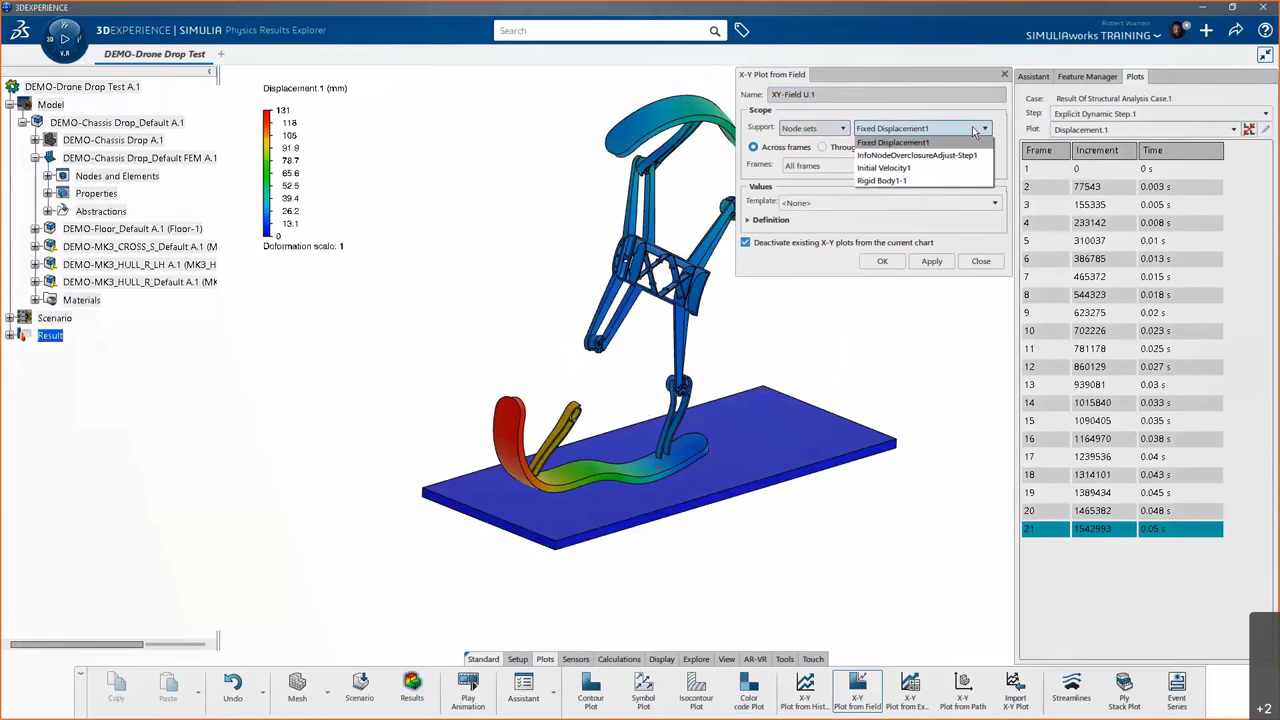 3DEXPERIENCE
3DEXPERIENCE | SIMULIA Physics Results Explorer
Search
Robert Warren
SIMULIAworks TRAINING
3D
V.R
DEMO-Drone Drop Test
DEMO-Drone Drop Test A.1
Model
DEMO-Chassis Drop_Default A.1
DEMO-Chassis Drop A.1
DEMO-Chassis Drop_Default FEM A.1
Nodes and Elements
Properties
Abstractions
DEMO-Floor_Default A.1 (Floor-1)
DEMO-MK3_CROSS_S_Default A.1 (M
DEMO-MK3_HULL_R_LH A.1 (MK3_H
DEMO-MK3_HULL_R_Default A.1 (MK
Materials
Scenario
Result
Displacement.1 (mm)
131
118
105
91.9
78.8
65.6
52.5
39.4
26.2
13.1
0
Deformation scale: 1
X-Y Plot from Field
Name: XY-Field U.1
Scope
Support: Node sets Fixed Displacement1
Fixed Displacement1
InfoNodeOverclosureAdjust-Step1
Initial Velocity1
Rigid Body1-1
Across frames Throug
Frames: All frames
Values
Template: <None>
Definition
Deactivate existing X-Y plots from the current chart
OK Apply Close
Assistant Feature Manager Plots
Case: Result Of Structural Analysis Case.1
Step: Explicit Dynamic Step.1
Plot: Displacement.1
Frame Increment Time
1 0 0 s
2 77543 0.003 s
3 155335 0.005 s
4 233142 0.008 s
5 310037 0.01 s
6 386785 0.013 s
7 465372 0.015 s
8 544323 0.018 s
9 623275 0.02 s
10 702226 0.023 s
11 781178 0.025 s
12 860129 0.027 s
13 939081 0.03 s
14 1015840 0.033 s
15 1090405 0.035 s
16 1164970 0.038 s
17 1239536 0.04 s
18 1314101 0.043 s
19 1389434 0.045 s
20 1465382 0.048 s
21 1542993 0.05 s
Standard Setup Plots Sensors Calculations Display Explore View AR-VR Tools Touch
Copy
Paste
Undo
Mesh
Scenario
Results
Play Animation
Assistant
Contour Plot
Symbol Plot
Isocontour Plot
Color code Plot
X-Y Plot from Hist...
X-Y Plot from Field
X-Y Plot from Ex...
X-Y Plot from Path
Import X-Y Plot
Streamlines
Ply Stack Plot
Event Series
+2